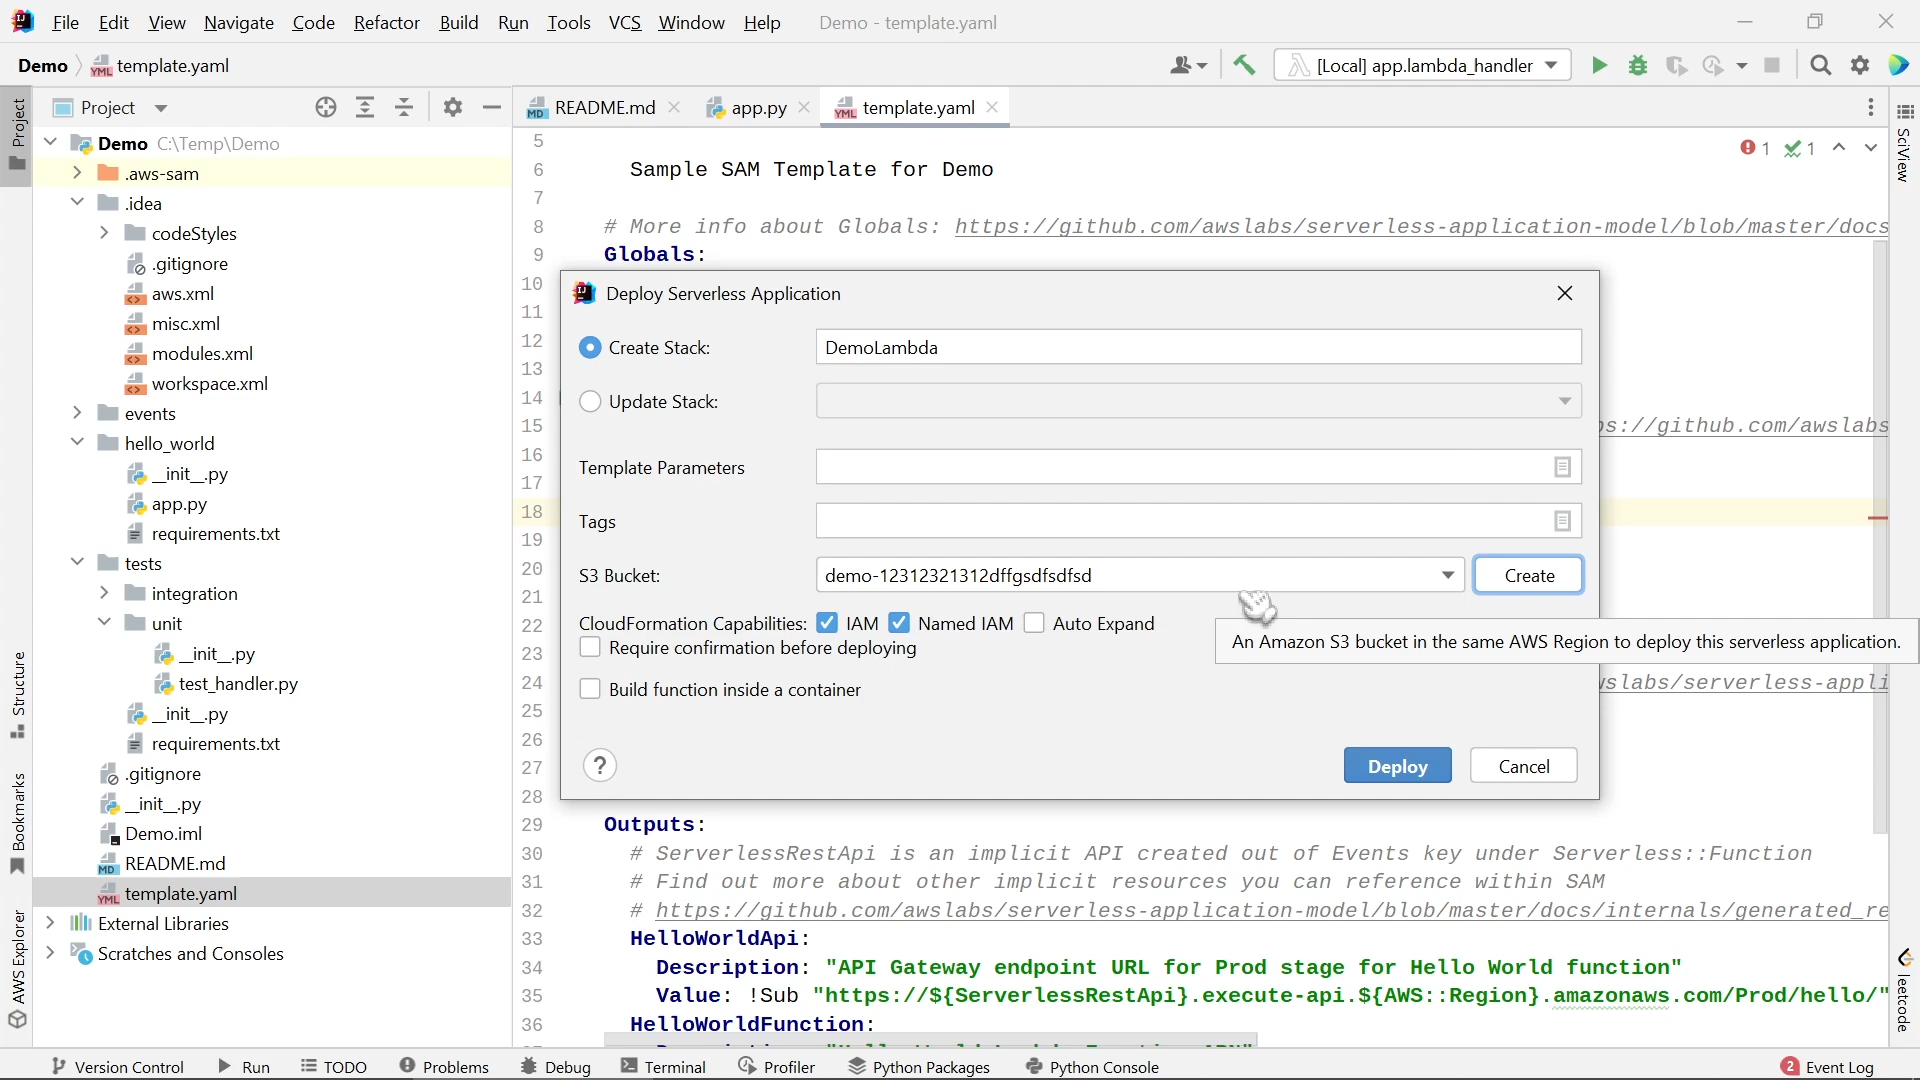 File Edit View Navigate Code Refactor Build Run Tools VCS Window Help Demo - template.yaml
Demo template.yaml [Local] app.lambda_handler
Project README.md app.py template.yaml
Project
Structure
Bookmarks
AWS Explorer
Demo C:\Temp\Demo
.aws-sam
.idea
codeStyles
.gitignore
aws.xml
misc.xml
modules.xml
workspace.xml
events
hello_world
__init__.py
app.py
requirements.txt
tests
integration
unit
__init__.py
test_handler.py
__init__.py
requirements.txt
.gitignore
__init__.py
Demo.iml
README.md
template.yaml
External Libraries
Scratches and Consoles
1 1
5
6 Sample SAM Template for Demo
7
8 # More info about Globals: https://github.com/awslabs/serverless-application-model/blob/master/docs
9 Globals:
10
11
12
13
14
15 ps://github.com/awslabs
16
17
18
19
20
21
22
23
24 wslabs/serverless-appli
25
26
27
28
29 Outputs:
30 # ServerlessRestApi is an implicit API created out of Events key under Serverless::Function
31 # Find out more about other implicit resources you can reference within SAM
32 # https://github.com/awslabs/serverless-application-model/blob/master/docs/internals/generated_re
33 HelloWorldApi:
34 Description: "API Gateway endpoint URL for Prod stage for Hello World function"
35 Value: !Sub "https://${ServerlessRestApi}.execute-api.${AWS::Region}.amazonaws.com/Prod/hello/"
36 HelloWorldFunction:
Deploy Serverless Application
Create Stack: DemoLambda
Update Stack:
Template Parameters
Tags
S3 Bucket: demo-12312321312dffgsdfsdfsd Create
CloudFormation Capabilities: IAM Named IAM Auto Expand
Require confirmation before deploying
An Amazon S3 bucket in the same AWS Region to deploy this serverless application.
Build function inside a container
? Deploy Cancel
SciView
leetcode
Version Control Run TODO Problems Debug Terminal Profiler Python Packages Python Console 2 Event Log